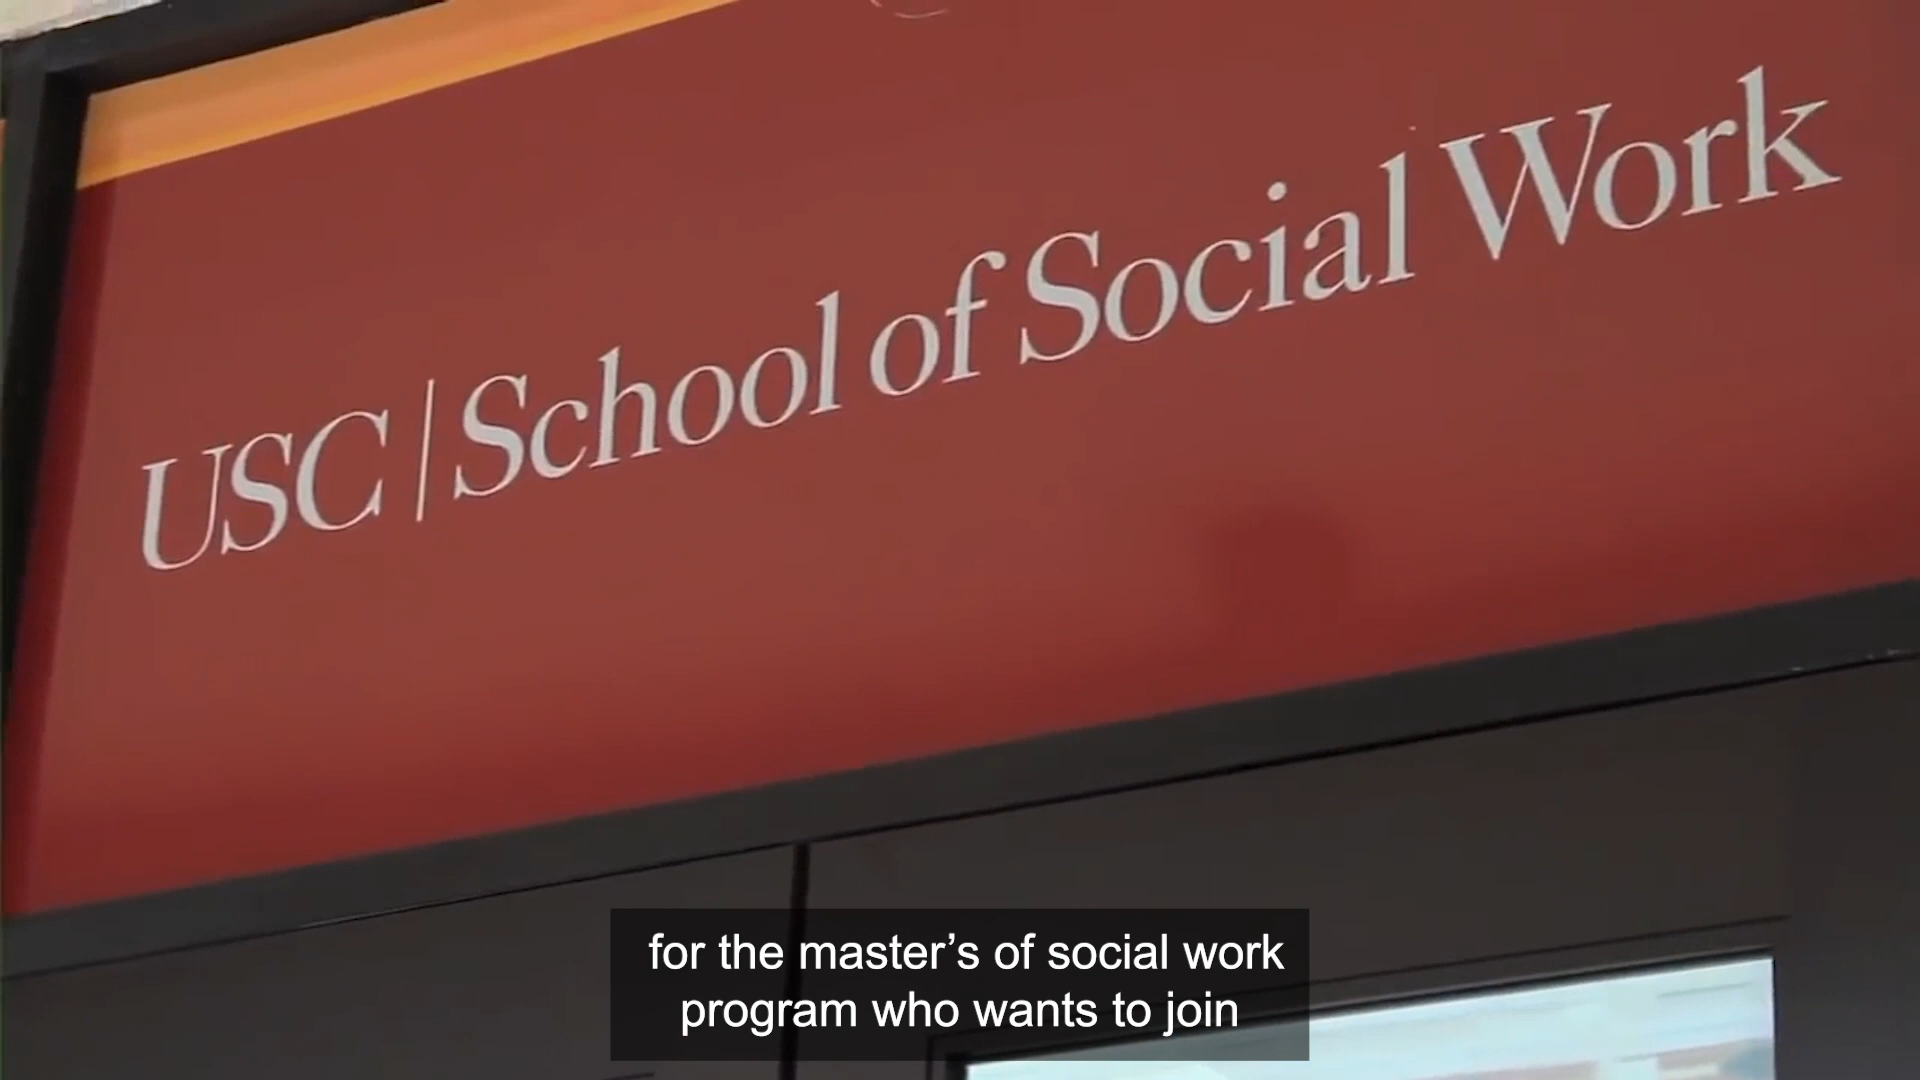 USC | School of Social Work
for the master’s of social work
program who wants to join